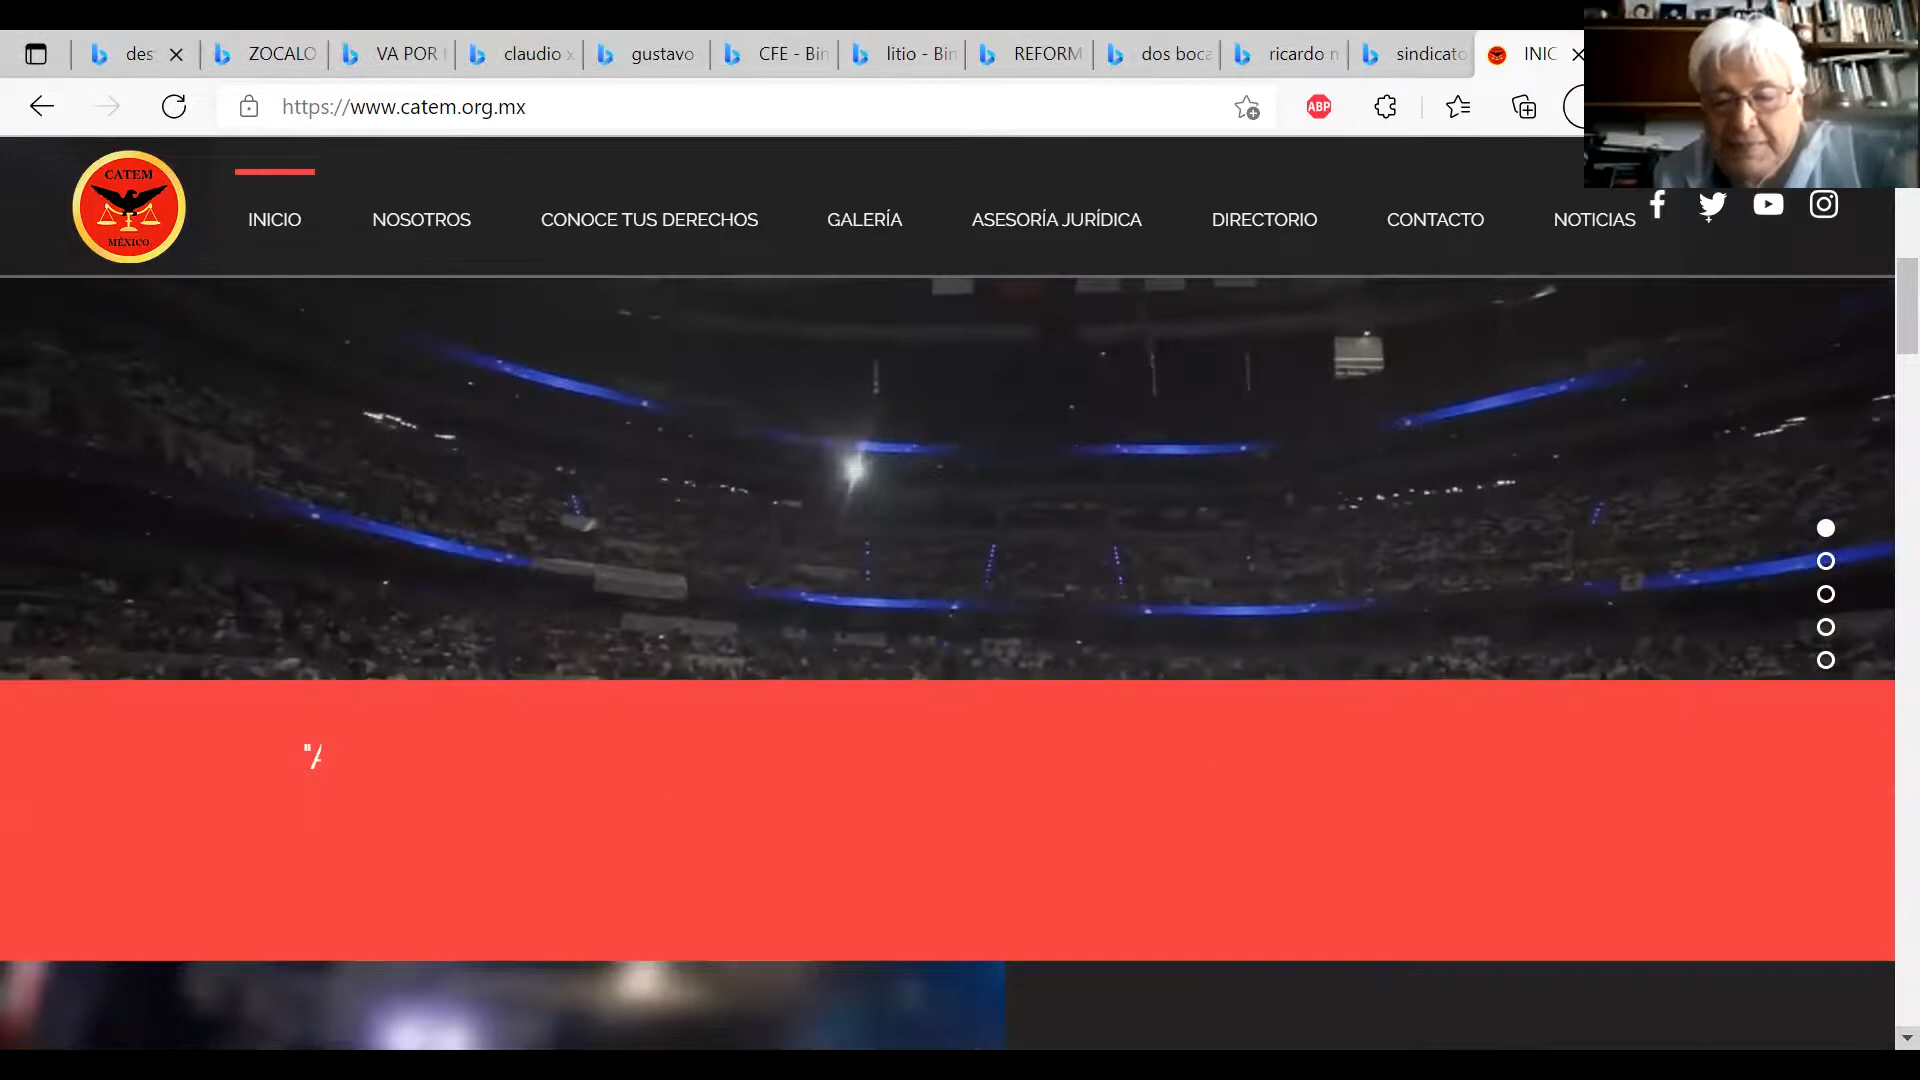 des
ZOCALO
VA POR
claudio x
gustavo
CFE - Bin
litio - Bin
REFORM
dos boca
ricardo n
sindicato
INIC
https://www.catem.org.mx
ABP
CATEM
MÉXICO
INICIO
NOSOTROS
CONOCE TUS DERECHOS
GALERÍA
ASESORÍA JURÍDICA
DIRECTORIO
CONTACTO
NOTICIAS
"A